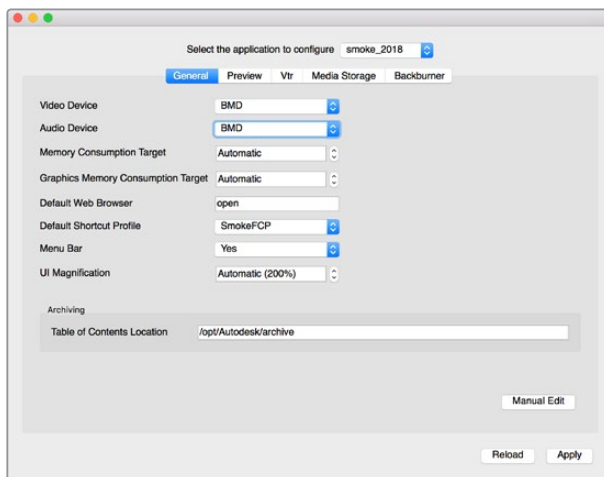 Select the application to configure smoke_2018
General Preview Vtr Media Storage Backburner
Video Device BMD
Audio Device BMD
Memory Consumption Target Automatic
Graphics Memory Consumption Target Automatic
Default Web Browser open
Default Shortcut Profile SmokeFCP
Menu Bar Yes
UI Magnification Automatic (200%)
Archiving
Table of Contents Location /opt/Autodesk/archive
Manual Edit
Reload Apply